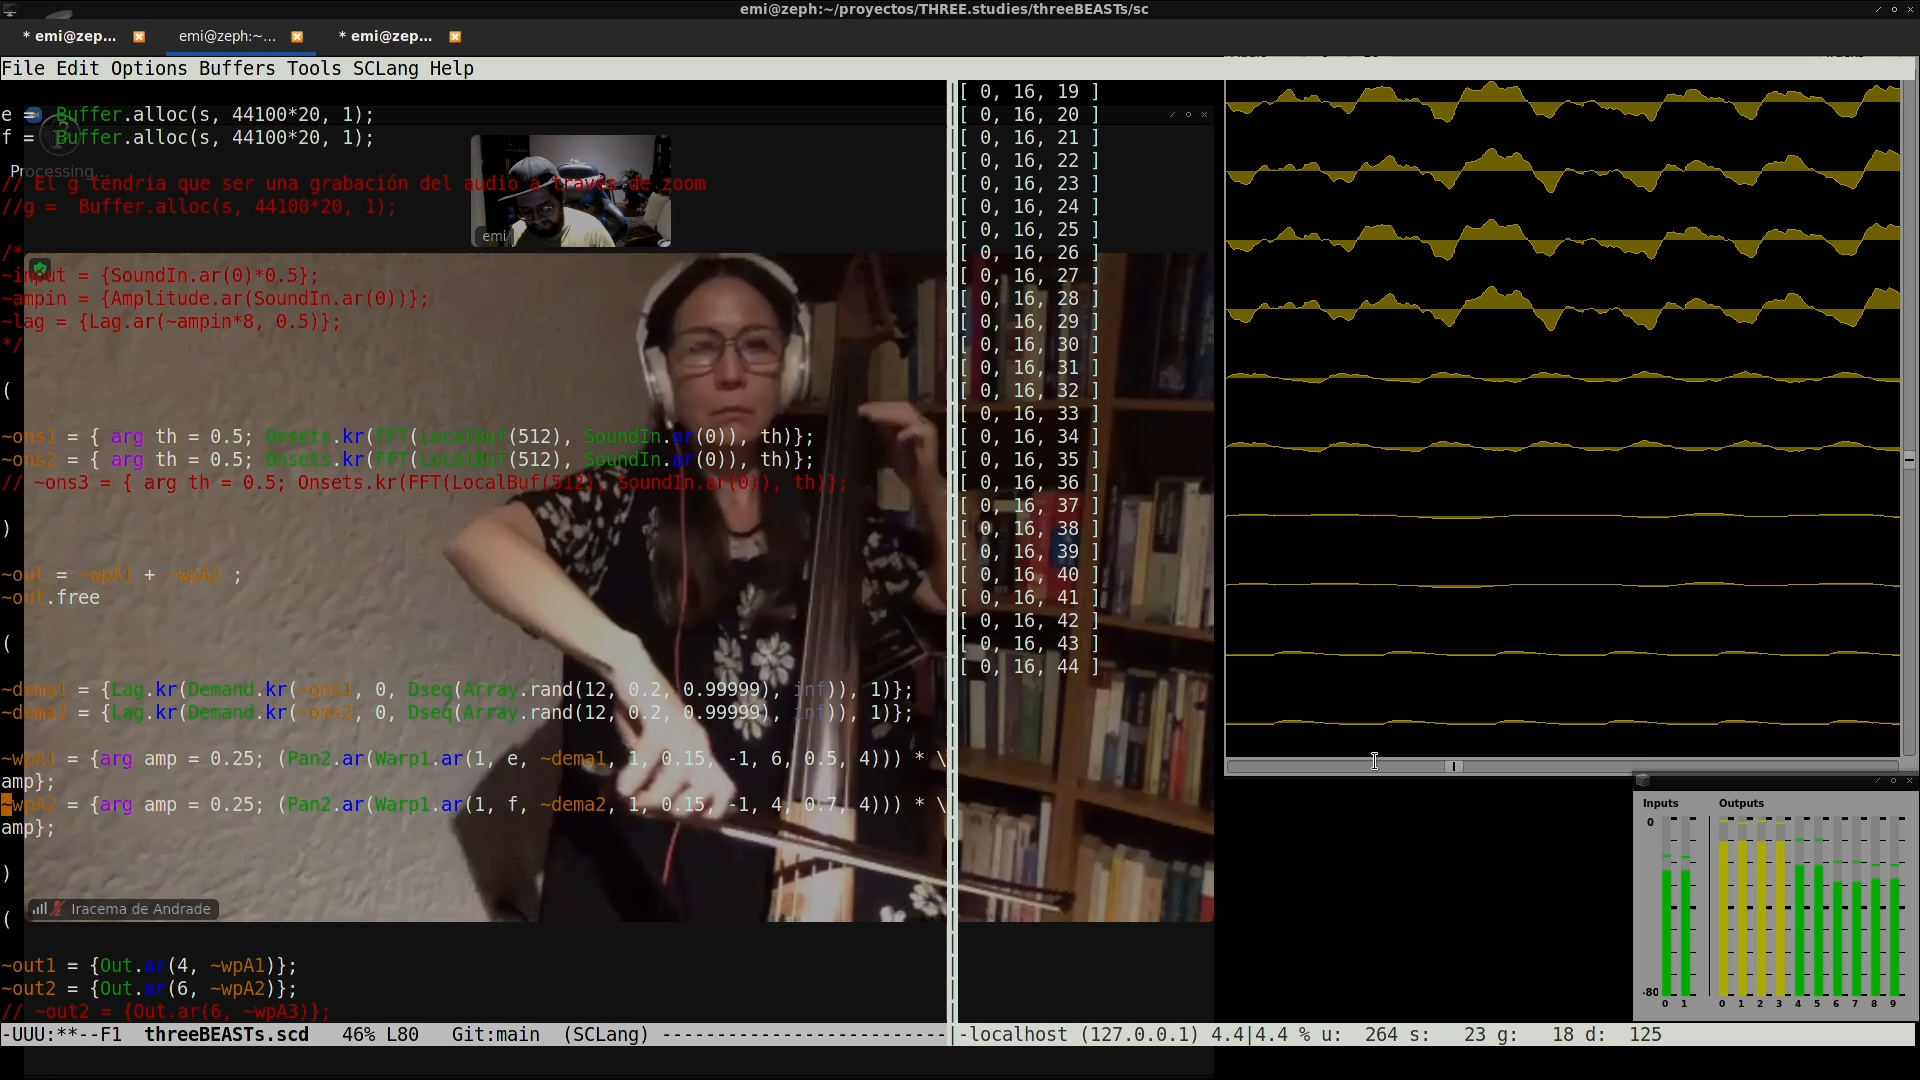 emi@zeph:~/proyectos/THREE.studies/threeBEASTs/sc
* emi@zep...
emi@zeph:~...
* emi@zep...
File Edit Options Buffers Tools SCLang Help
e =  Buffer.alloc(s, 44100*20, 1);
f =  Buffer.alloc(s, 44100*20, 1);
Processing...
// El g tendría que ser una grabación del audio a través de zoom
//g =  Buffer.alloc(s, 44100*20, 1);
emi
/*
~input = {SoundIn.ar(0)*0.5};
~ampin = {Amplitude.ar(SoundIn.ar(0))};
~lag = {Lag.ar(~ampin*8, 0.5)};
*/
(
~ons1 = { arg th = 0.5; Onsets.kr(FFT(LocalBuf(512), SoundIn.ar(0)), th)};
~ons2 = { arg th = 0.5; Onsets.kr(FFT(LocalBuf(512), SoundIn.ar(0)), th)};
// ~ons3 = { arg th = 0.5; Onsets.kr(FFT(LocalBuf(512), SoundIn.ar(0)), th)};
)
~out = ~wpA1 + ~wpA2 ;
~out.free
(
~dema1 = {Lag.kr(Demand.kr(~ons1, 0, Dseq(Array.rand(12, 0.2, 0.99999), inf)), 1)};
~dema2 = {Lag.kr(Demand.kr(~ons2, 0, Dseq(Array.rand(12, 0.2, 0.99999), inf)), 1)};
~wpA1 = {arg amp = 0.25; (Pan2.ar(Warp1.ar(1, e, ~dema1, 1, 0.15, -1, 6, 0.5, 4))) * \
amp};
~wpA2 = {arg amp = 0.25; (Pan2.ar(Warp1.ar(1, f, ~dema2, 1, 0.15, -1, 4, 0.7, 4))) * \
amp};
)
Iracema de Andrade
(
~out1 = {Out.ar(4, ~wpA1)};
~out2 = {Out.ar(6, ~wpA2)};
// ~out2 = {Out.ar(6, ~wpA3)};
-UUU:**--F1  threeBEASTs.scd   46% L80   Git:main  (SCLang) --------------------------
[ 0, 16, 19 ]
[ 0, 16, 20 ]
[ 0, 16, 21 ]
[ 0, 16, 22 ]
[ 0, 16, 23 ]
[ 0, 16, 24 ]
[ 0, 16, 25 ]
[ 0, 16, 26 ]
[ 0, 16, 27 ]
[ 0, 16, 28 ]
[ 0, 16, 29 ]
[ 0, 16, 30 ]
[ 0, 16, 31 ]
[ 0, 16, 32 ]
[ 0, 16, 33 ]
[ 0, 16, 34 ]
[ 0, 16, 35 ]
[ 0, 16, 36 ]
[ 0, 16, 37 ]
[ 0, 16, 38 ]
[ 0, 16, 39 ]
[ 0, 16, 40 ]
[ 0, 16, 41 ]
[ 0, 16, 42 ]
[ 0, 16, 43 ]
[ 0, 16, 44 ]
-localhost (127.0.0.1) 4.4|4.4 % u:  264 s:   23 g:   18 d:  125
Inputs Outputs
0
-80
0 1 0 1 2 3 4 5 6 7 8 9